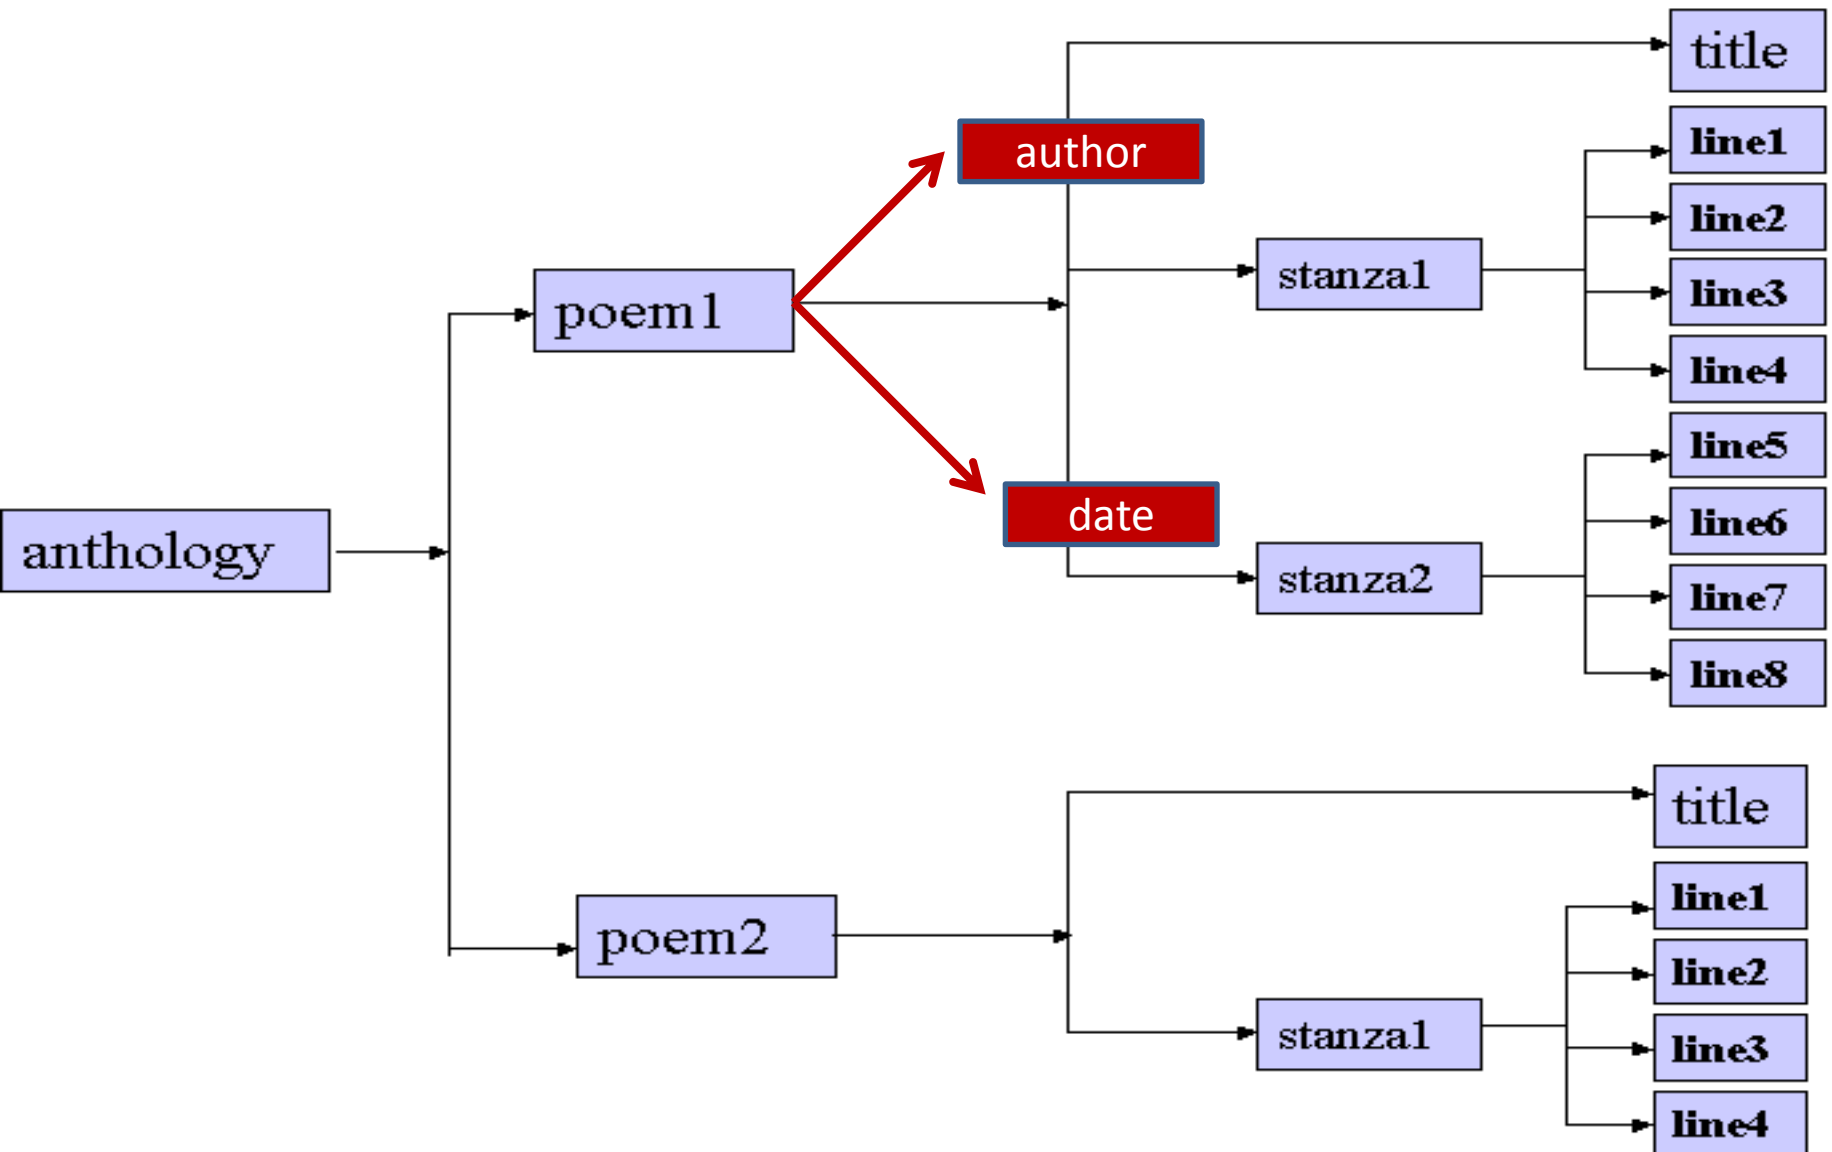 anthology
poem1
author
date
title
stanza1
line1
line2
line3
line4
stanza2
line5
line6
line7
line8
poem2
title
stanza1
line1
line2
line3
line4